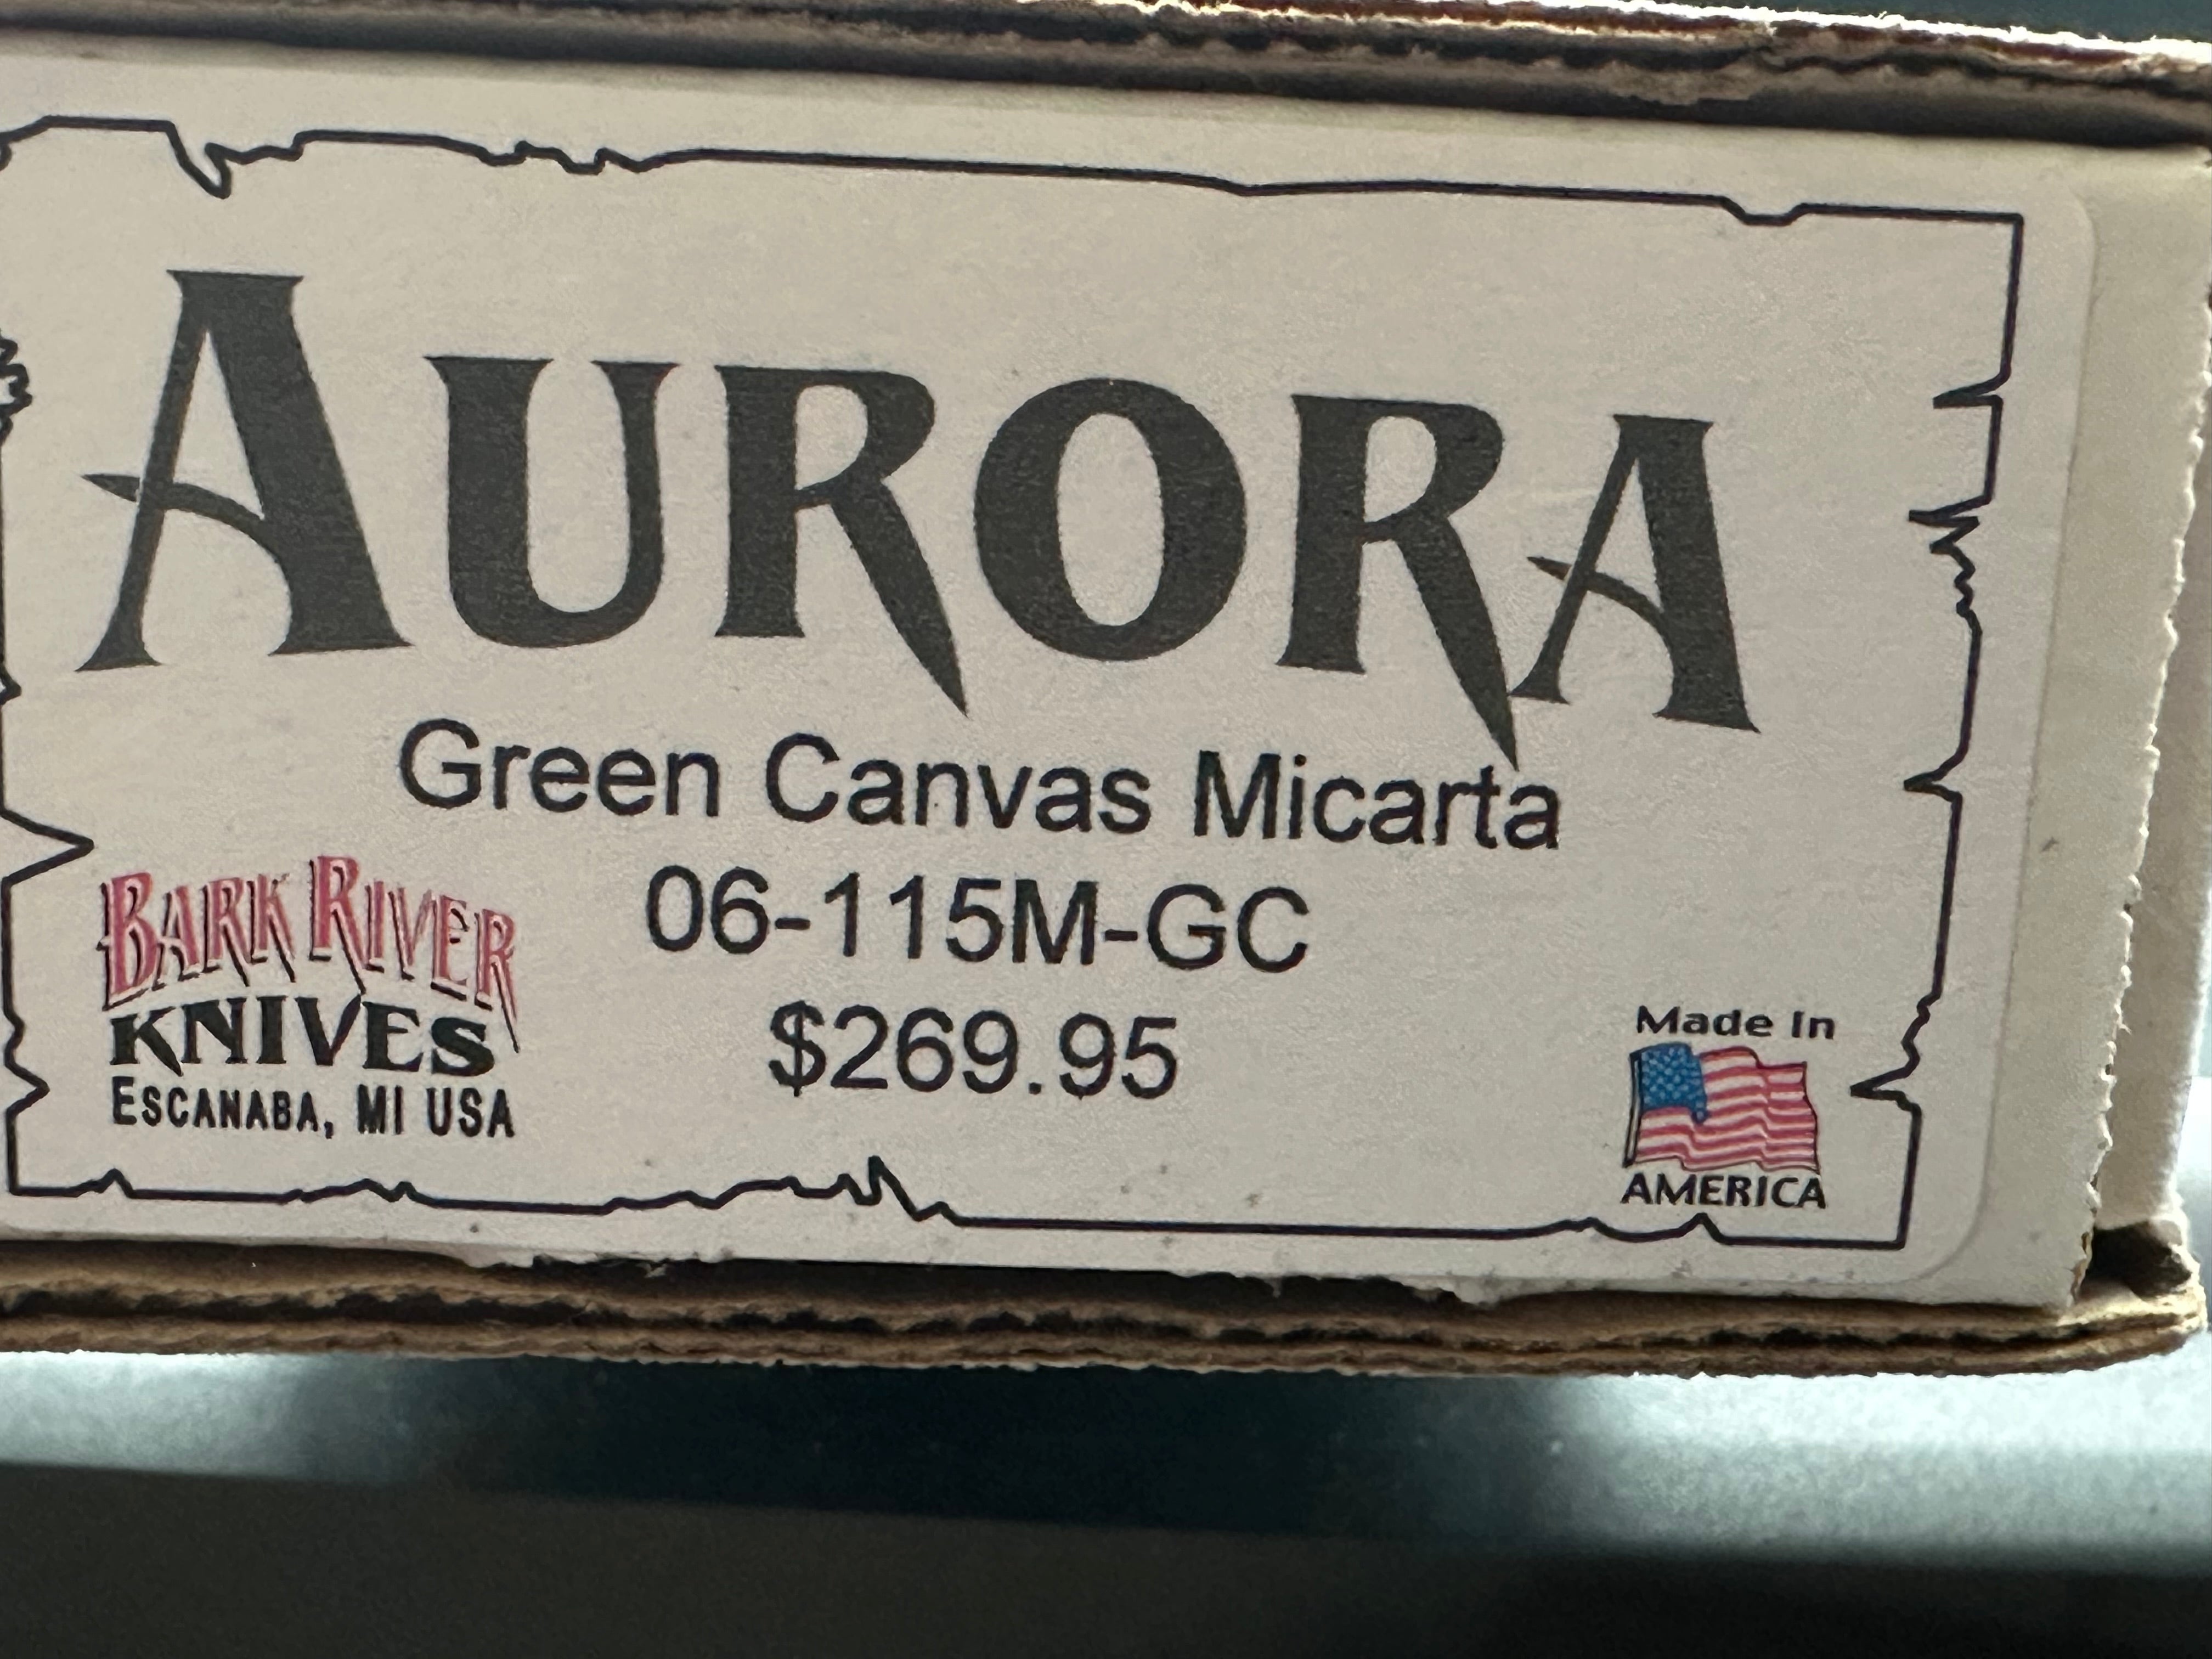 AURORA
Green Canvas Micarta
06-115M-GC
$269.95
BARK RIVER
KNIVES
ESCANABA, MI USA
Made In
AMERICA